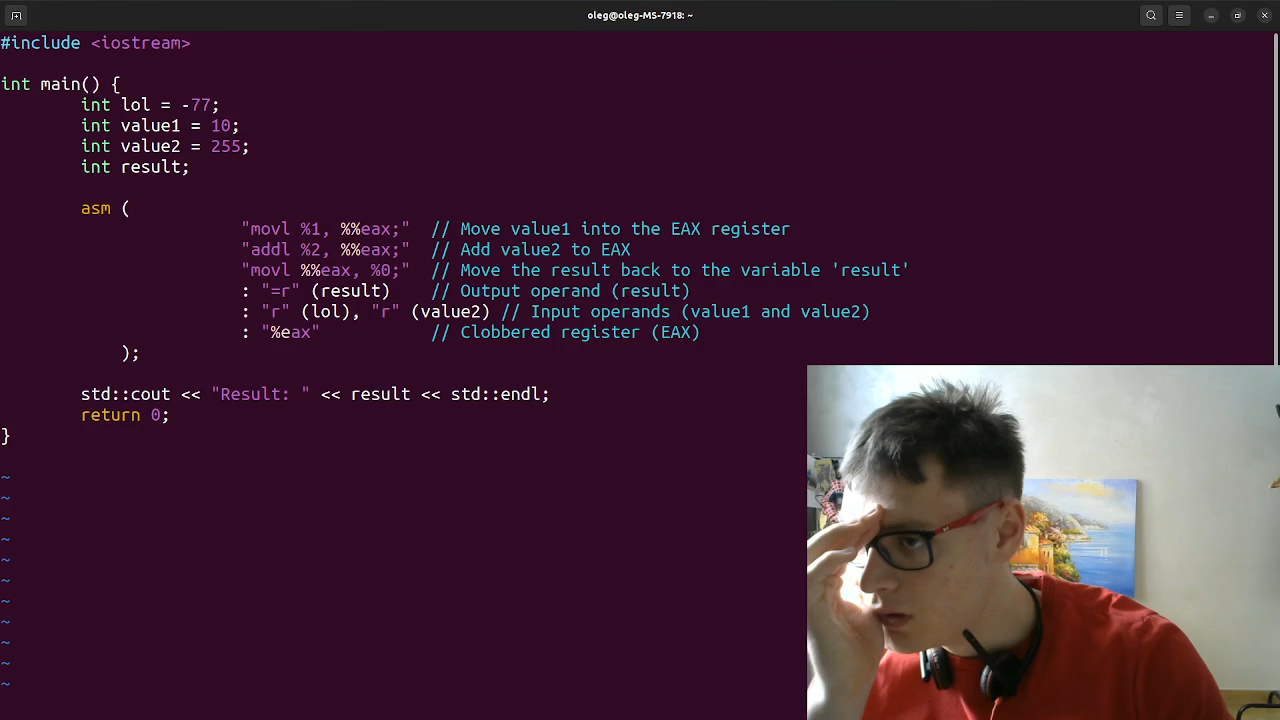 oleg@oleg-MS-7918: ~
#include <iostream>
int main() {
int lol = -77;
int value1 = 10;
int value2 = 255;
int result;
asm (
"movl %1, %%eax;" // Move value1 into the EAX register
"addl %2, %%eax;" // Add value2 to EAX
"movl %%eax, %0;" // Move the result back to the variable 'result'
: "=r" (result) // Output operand (result)
: "r" (lol), "r" (value2) // Input operands (value1 and value2)
: "%eax" // Clobbered register (EAX)
);
std::cout << "Result: " << result << std::endl;
return 0;
}
~
~
~
~
~
~
~
~
~
~
~